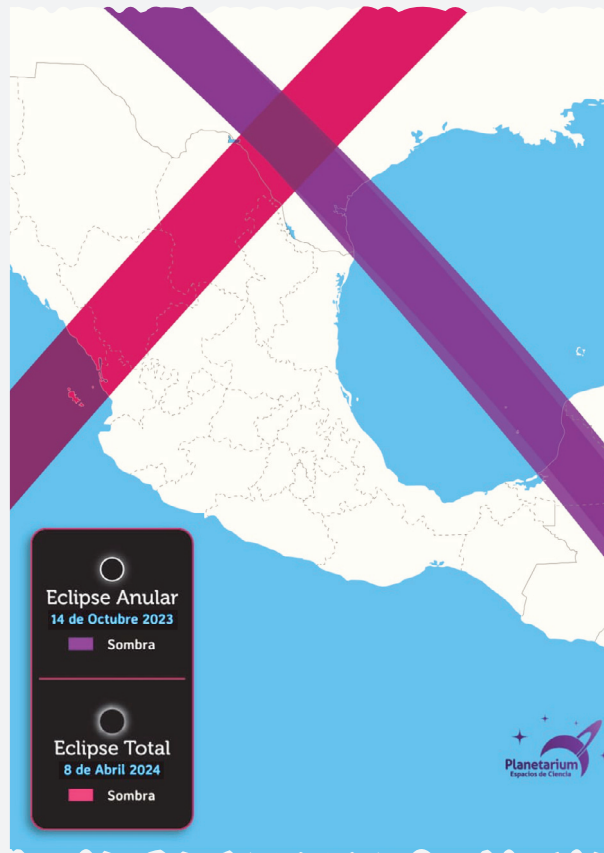 Eclipse Anular
14 de Octubre 2023
Sombra
Eclipse Total
8 de Abril 2024
Sombra
Planetarium
Espacios de Ciencia